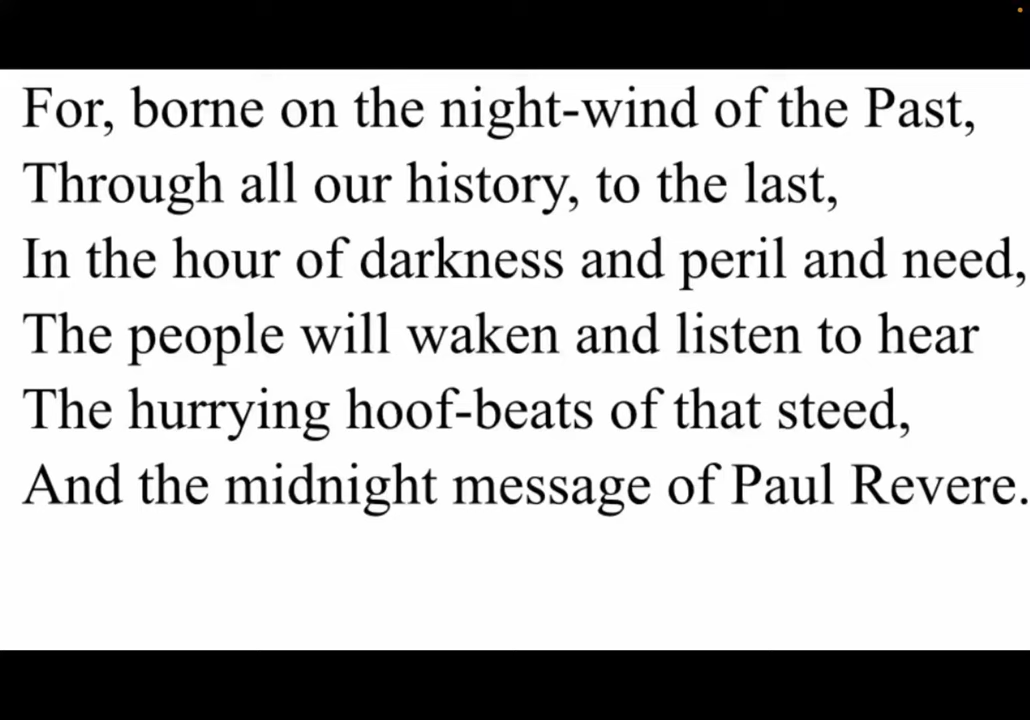 For, borne on the night-wind of the Past,
Through all our history, to the last,
In the hour of darkness and peril and need,
The people will waken and listen to hear
The hurrying hoof-beats of that steed,
And the midnight message of Paul Revere.